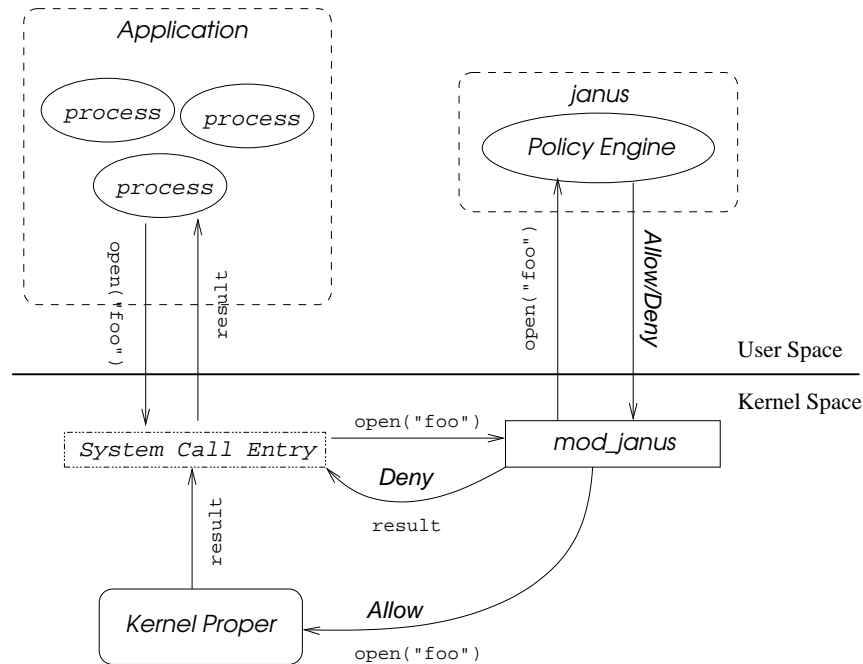 Application
process
process
process
janus
Policy Engine
open("foo")
result
open("foo")
Allow/Deny
User Space
Kernel Space
System Call Entry
open("foo")
mod_janus
Deny
result
result
Kernel Proper
Allow
open("foo")